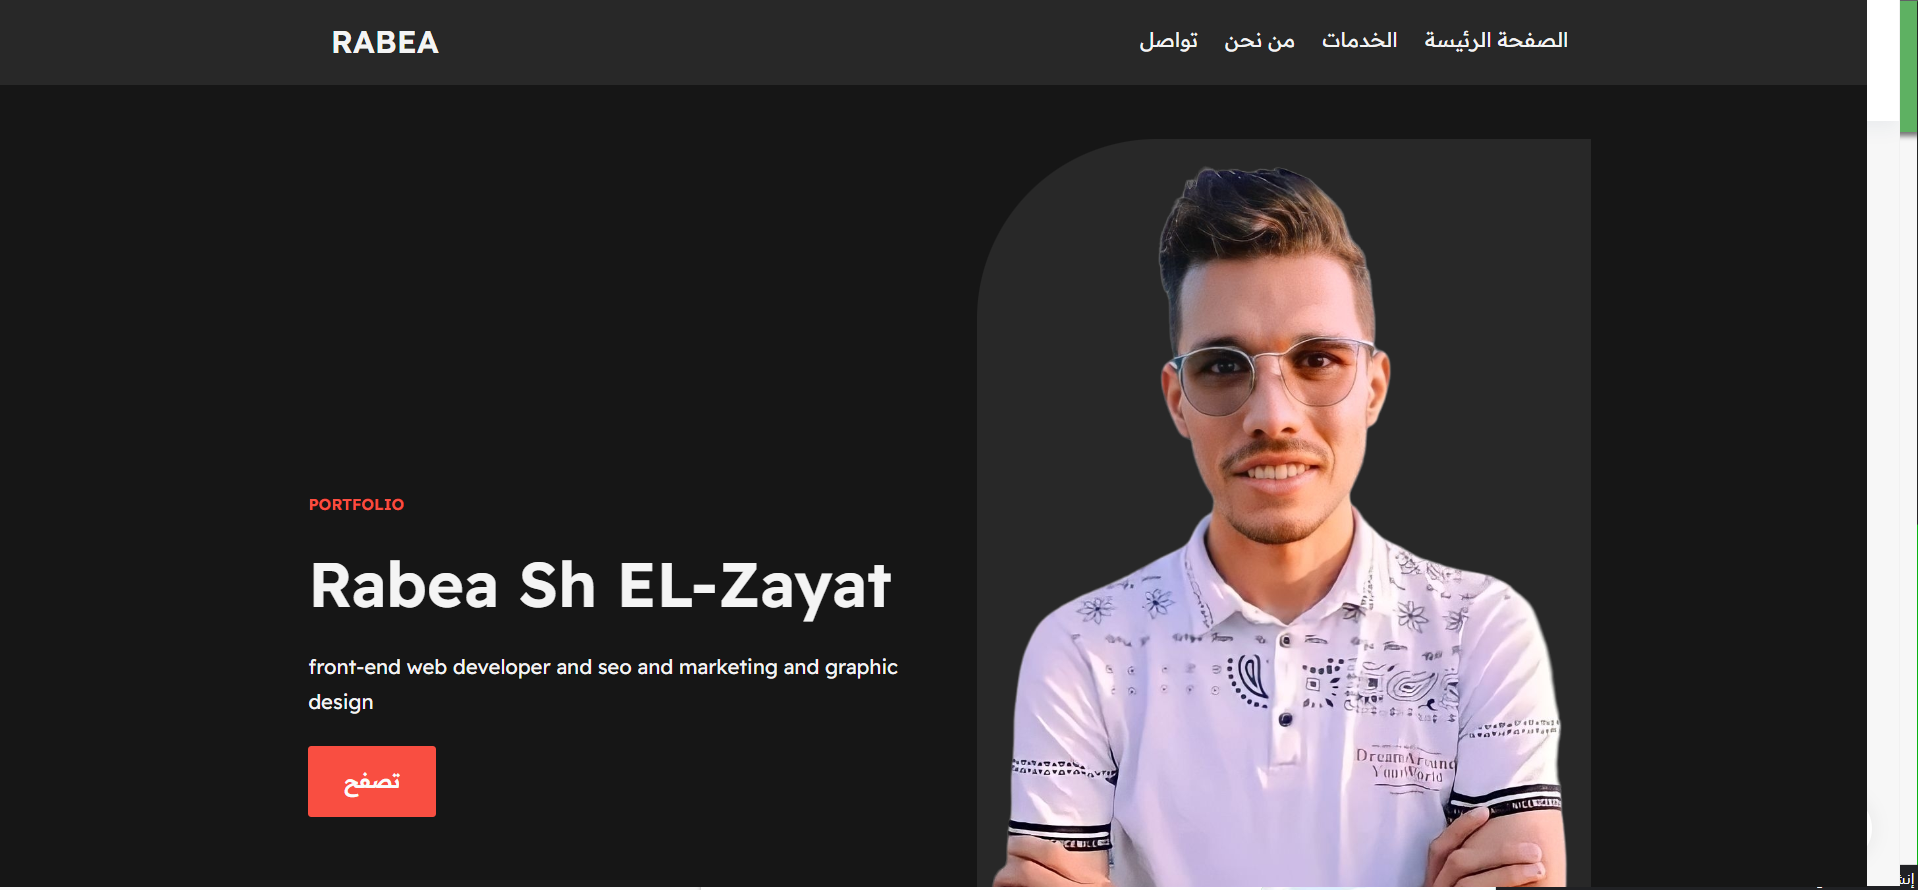 RABEA
الصفحة الرئيسة
الخدمات
من نحن
تواصل
PORTFOLIO
Rabea Sh EL-Zayat
front-end web developer and seo and marketing and graphic
design
تصفح
Dream Around
Your World